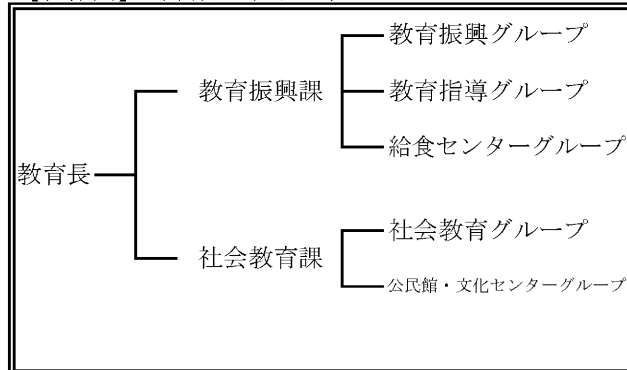 教育振興グループ
教育振興課
教育指導グループ
給食センターグループ
教育長
社会教育グループ
社会教育課
公民館・文化センターグループ